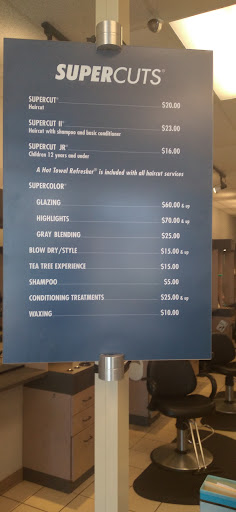 SUPERCUTS®
SUPERCUT® $20.00
Haircut
SUPERCUT II® $23.00
Haircut with shampoo and basic conditioner
SUPERCUT JR® $16.00
Children 12 years and under
A Hot Towel Refresher® is included with all haircut services
SUPERCOLOR®
GLAZING $60.00 & up
HIGHLIGHTS $70.00 & up
GRAY BLENDING $25.00
BLOW DRY/STYLE $15.00 & up
TEA TREE EXPERIENCE $15.00
SHAMPOO $5.00
CONDITIONING TREATMENTS $25.00 & up
WAXING $10.00